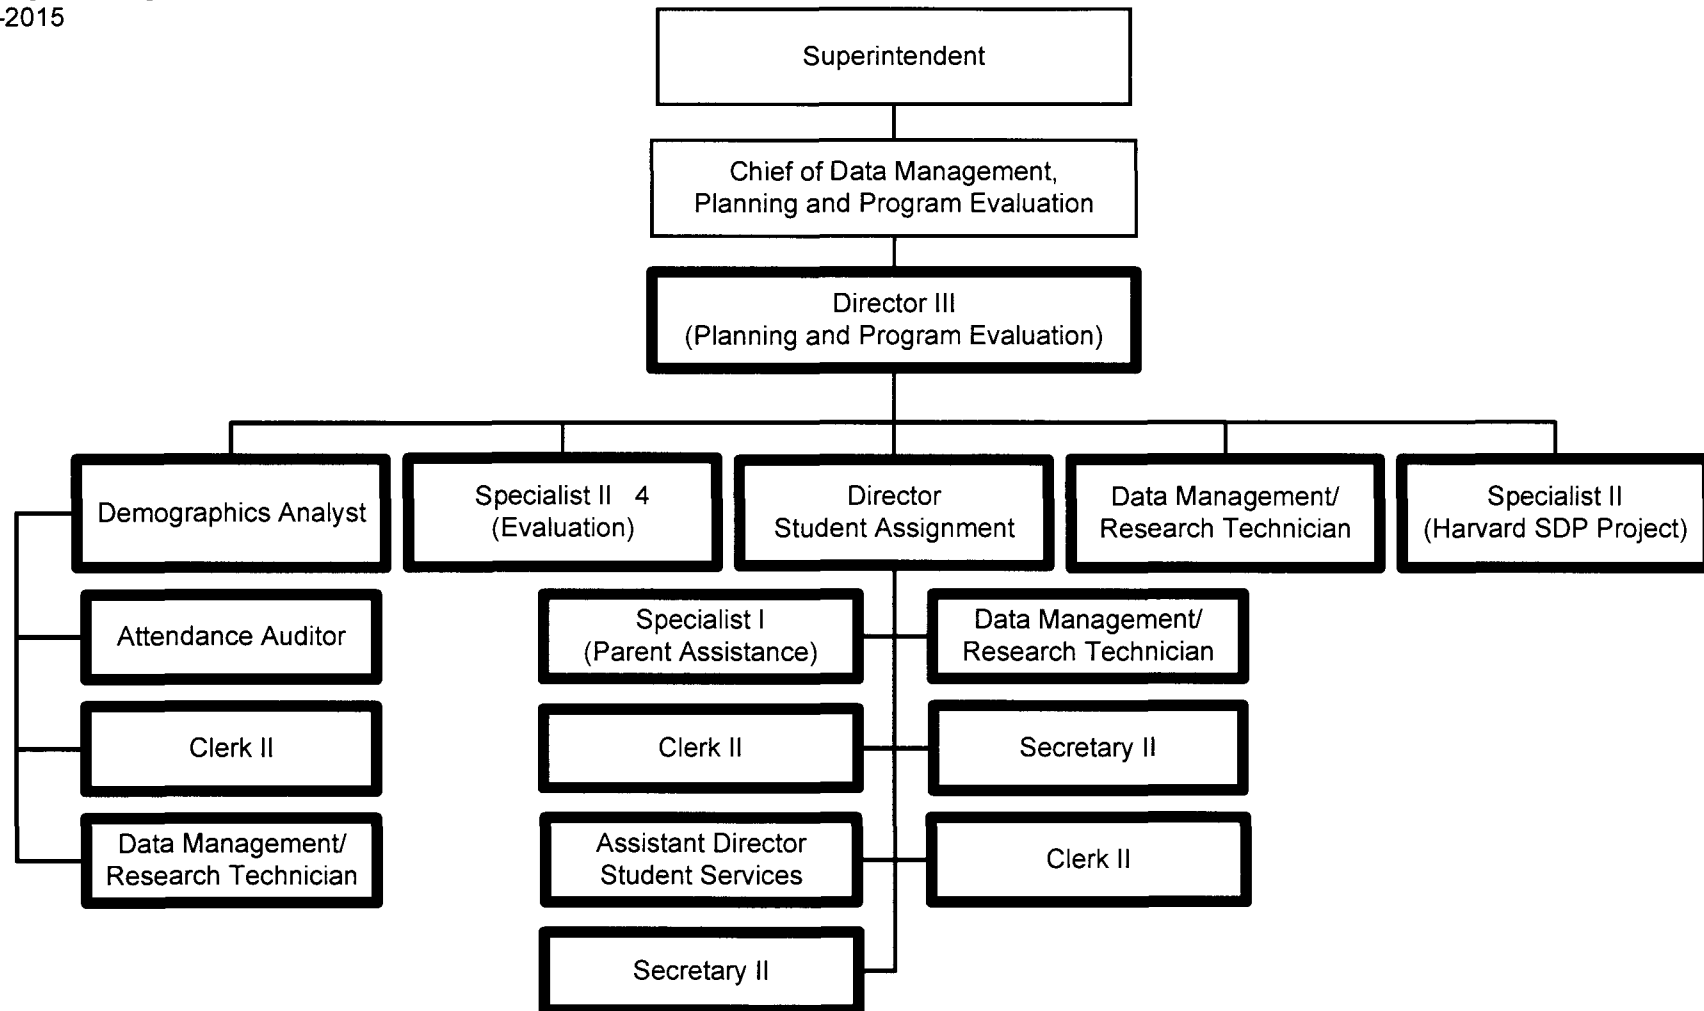 -2015
Superintendent
Chief of Data Management,
Planning and Program Evaluation
Director III
(Planning and Program Evaluation)
Demographics Analyst
Specialist II 4
(Evaluation)
Director
Student Assignment
Data Management/
Research Technician
Specialist II
(Harvard SDP Project)
Attendance Auditor
Specialist I
(Parent Assistance)
Data Management/
Research Technician
Clerk II
Clerk II
Secretary II
Data Management/
Research Technician
Assistant Director
Student Services
Clerk II
Secretary II